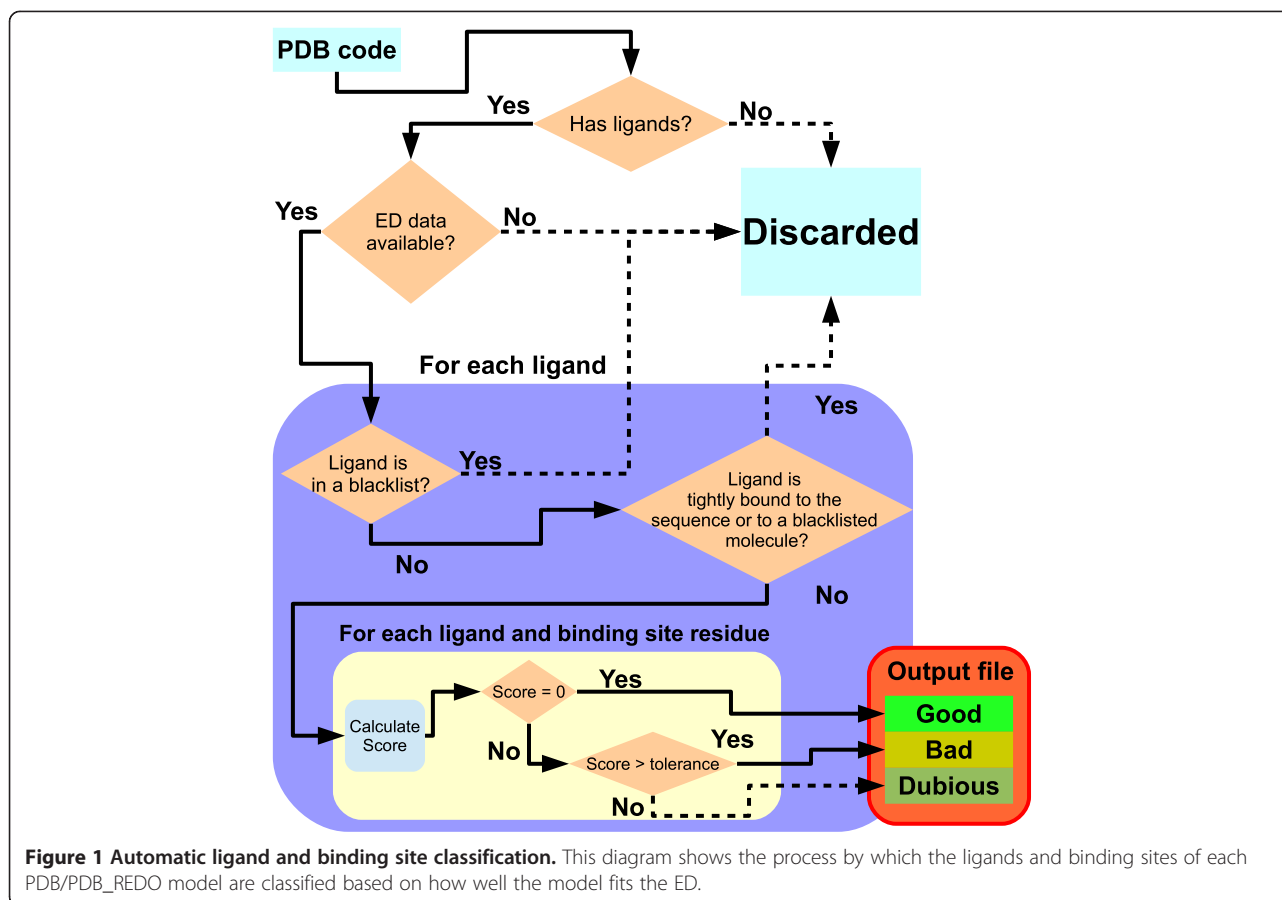 PDB code
Has ligands?
Yes
No
ED data
available?
Yes
No
Discarded
For each ligand
Ligand is
in a blacklist?
Yes
No
Ligand is
tightly bound to the
sequence or to a blacklisted
molecule?
Yes
No
For each ligand and binding site residue
Calculate
Score
Score = 0
Yes
No
Score > tolerance
Yes
No
Output file
Good
Bad
Dubious
Figure 1 Automatic ligand and binding site classification. This diagram shows the process by which the ligands and binding sites of each
PDB/PDB_REDO model are classified based on how well the model fits the ED.